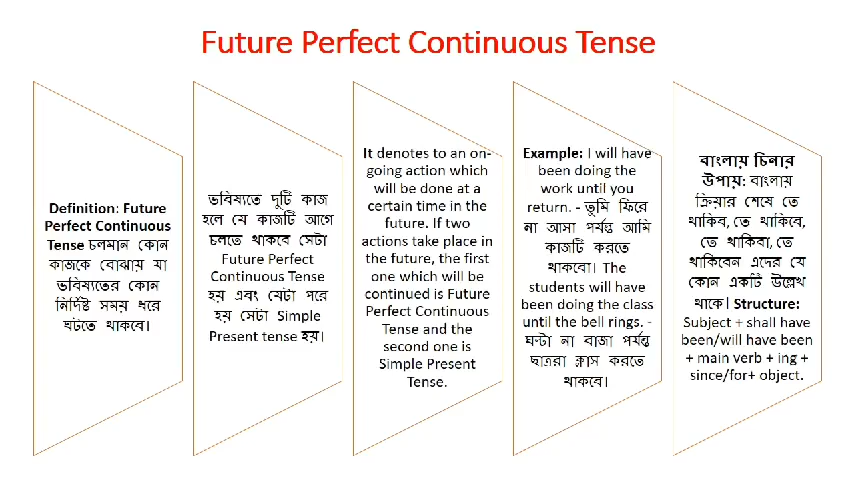 Future Perfect Continuous Tense
Definition: Future
Perfect Continuous
Tense চলমান কোন
কাজকে বোঝায় যা
ভবিষ্যতের কোন
নির্দিষ্ট সময় ধরে
ঘটতে থাকবে।
ভবিষ্যতে দুটি কাজ
হলে যে কাজটি আগে
চলতে থাকবে সেটা
Future Perfect
Continuous Tense
হয় এবং যেটা পরে
হয় সেটা Simple
Present tense হয়।
It denotes to an on-
going action which
will be done at a
certain time in the
future. If two
actions take place in
the future, the first
one which will be
continued is Future
Perfect Continuous
Tense and the
second one is
Simple Present
Tense.
Example: I will have
been doing the
work until you
return. - তুমি ফিরে
না আসা পর্যন্ত আমি
কাজটি করতে
থাকবো। The
students will have
been doing the class
until the bell rings. -
ঘন্টা না বাজা পর্যন্ত
ছাত্ররা ক্লাস করতে
থাকবে।
বাংলায় চিনার
উপায়: বাংলায়
ক্রিয়ার শেষে তে
থাকিব, তে থাকিবে,
তে থাকিবা, তে
থাকিবেন এদের যে
কোন একটি উল্লেখ
থাকে। Structure:
Subject + shall have
been/will have been
+ main verb + ing +
since/for+ object.